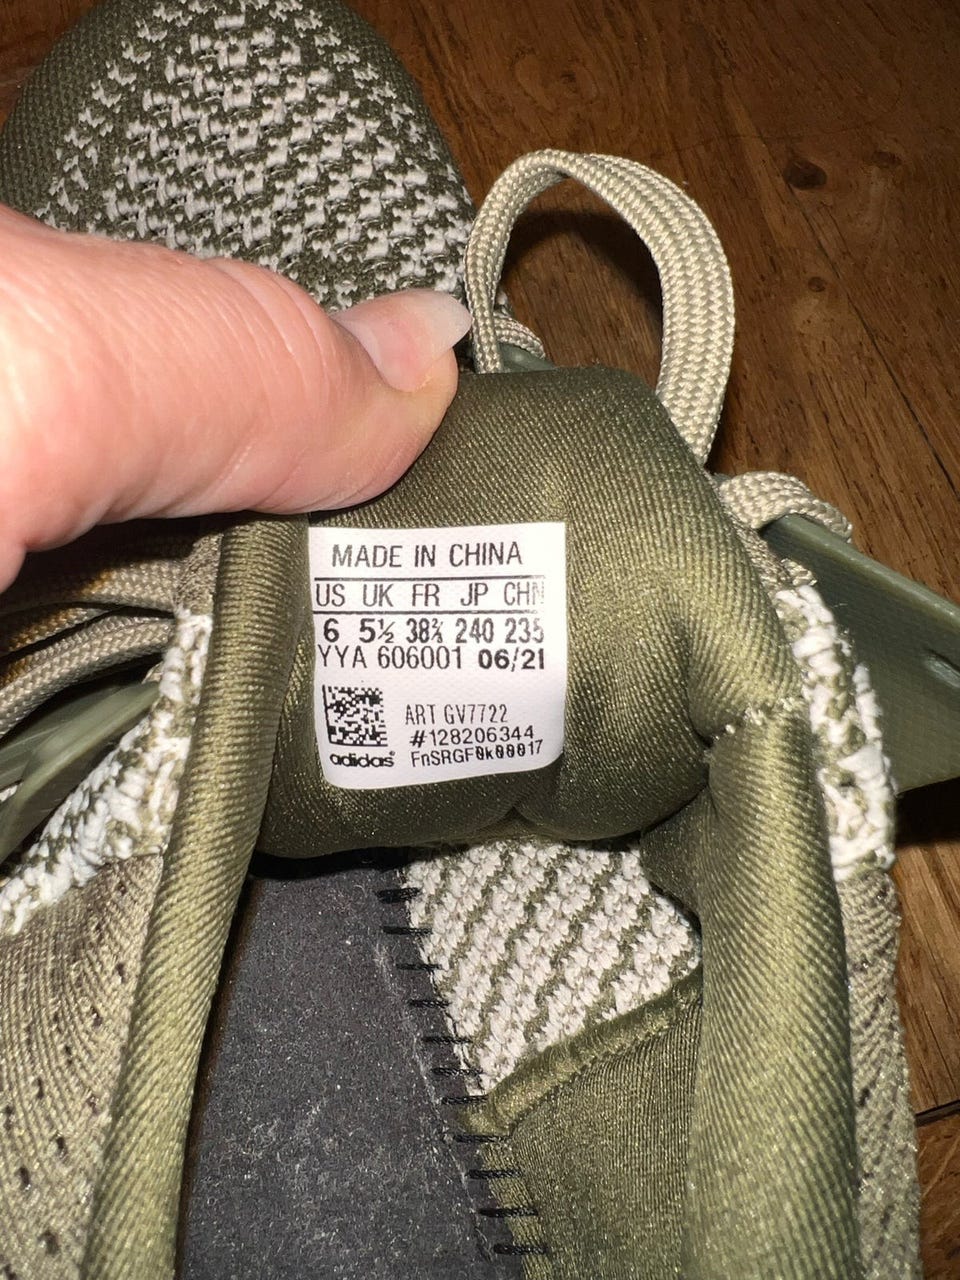 MADE IN CHINA
US UK FR JP CHN
6 5½ 38⅔ 240 235
YYA 606001 06/21
ART GV7722
#128206344
adidas® FnSRGF0k00017